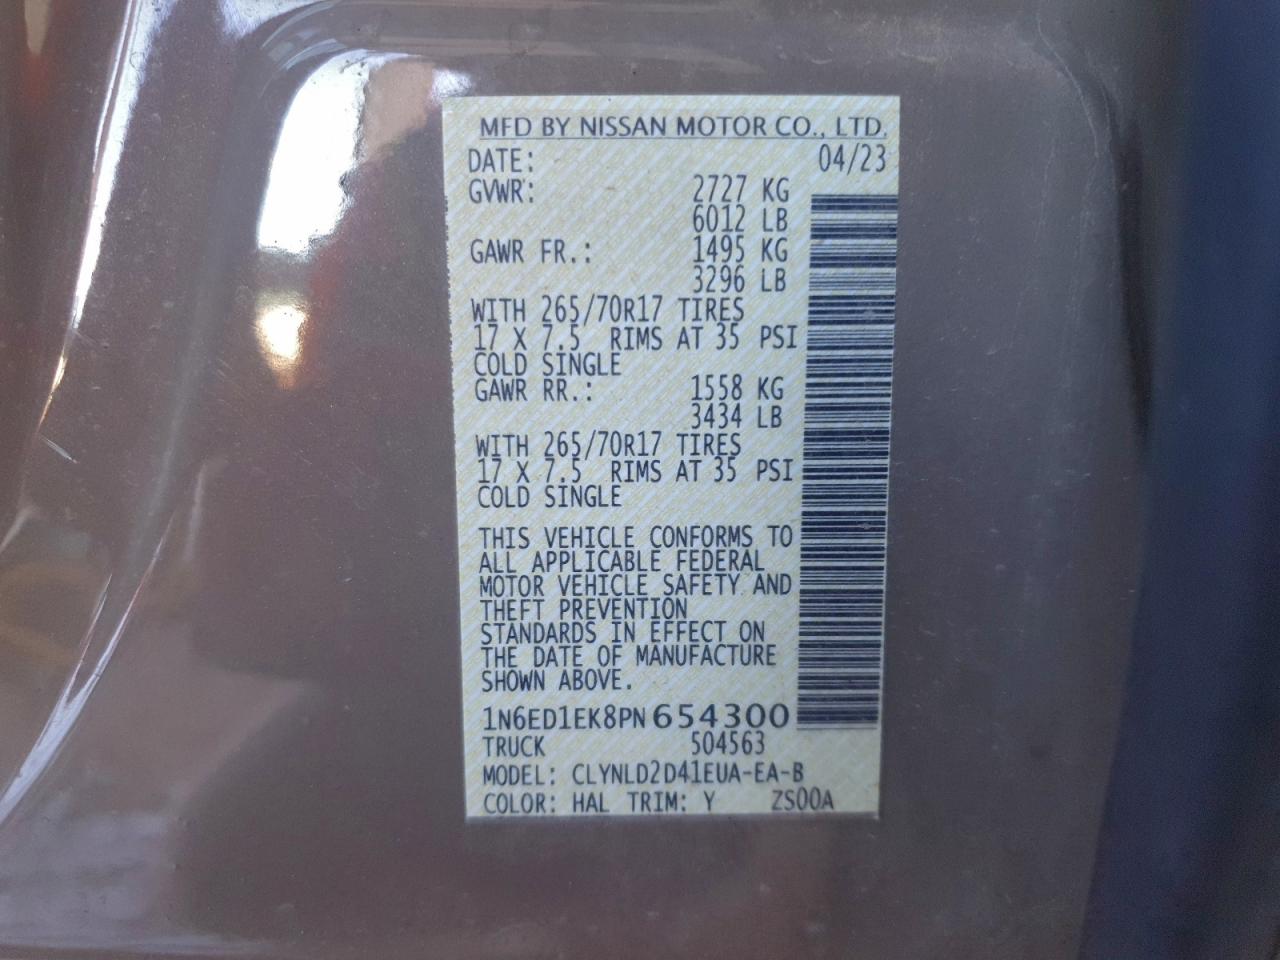 MFD BY NISSAN MOTOR CO., LTD.
DATE: 04/23
GVWR: 2727 KG
6012 LB
GAWR FR.: 1495 KG
3296 LB
WITH 265/70R17 TIRES
17 X 7.5 RIMS AT 35 PSI
COLD SINGLE
GAWR RR.: 1558 KG
3434 LB
WITH 265/70R17 TIRES
17 X 7.5 RIMS AT 35 PSI
COLD SINGLE
THIS VEHICLE CONFORMS TO
ALL APPLICABLE FEDERAL
MOTOR VEHICLE SAFETY AND
THEFT PREVENTION
STANDARDS IN EFFECT ON
THE DATE OF MANUFACTURE
SHOWN ABOVE.
1N6ED1EK8PN654300
TRUCK 504563
MODEL: CLYNLD2D41EUA-EA-B
COLOR: HAL TRIM: Y ZS00A